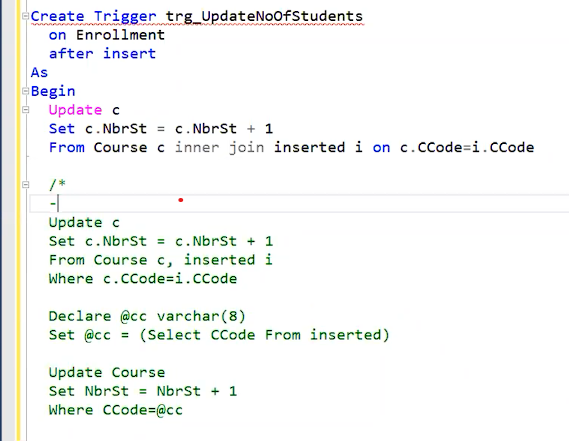 Create Trigger trg_UpdateNoOfStudents
on Enrollment
after insert
As
Begin
Update c
Set c.NbrSt = c.NbrSt + 1
From Course c inner join inserted i on c.CCode=i.CCode
/*
-
Update c
Set c.NbrSt = c.NbrSt + 1
From Course c, inserted i
Where c.CCode=i.CCode
Declare @cc varchar(8)
Set @cc = (Select CCode From inserted)
Update Course
Set NbrSt = NbrSt + 1
Where CCode=@cc